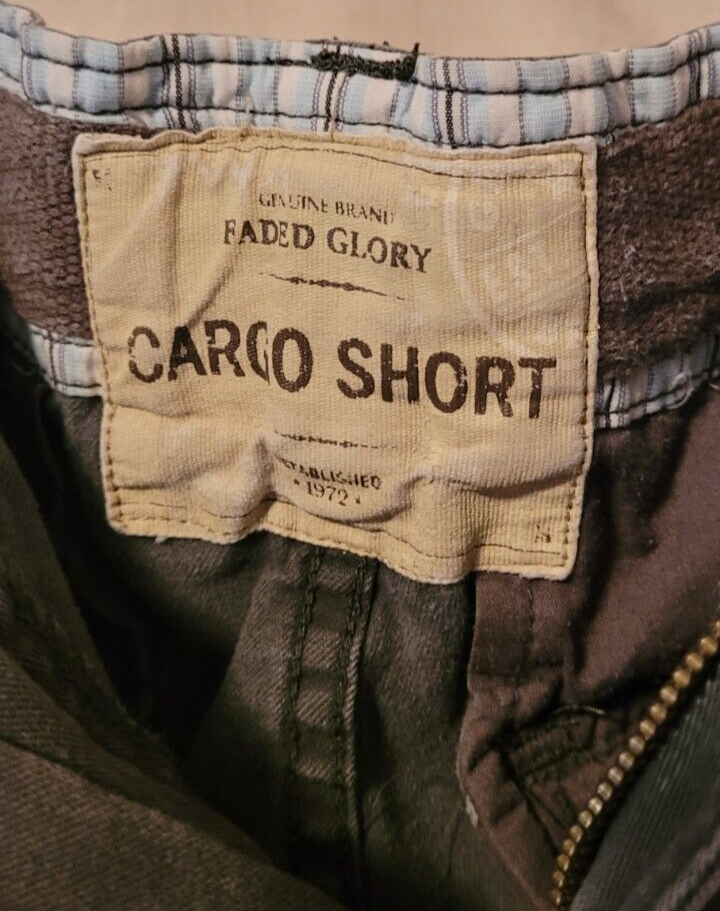 GENUINE BRAND
FADED GLORY
CARGO SHORT
ESTABLISHED
• 1972 •